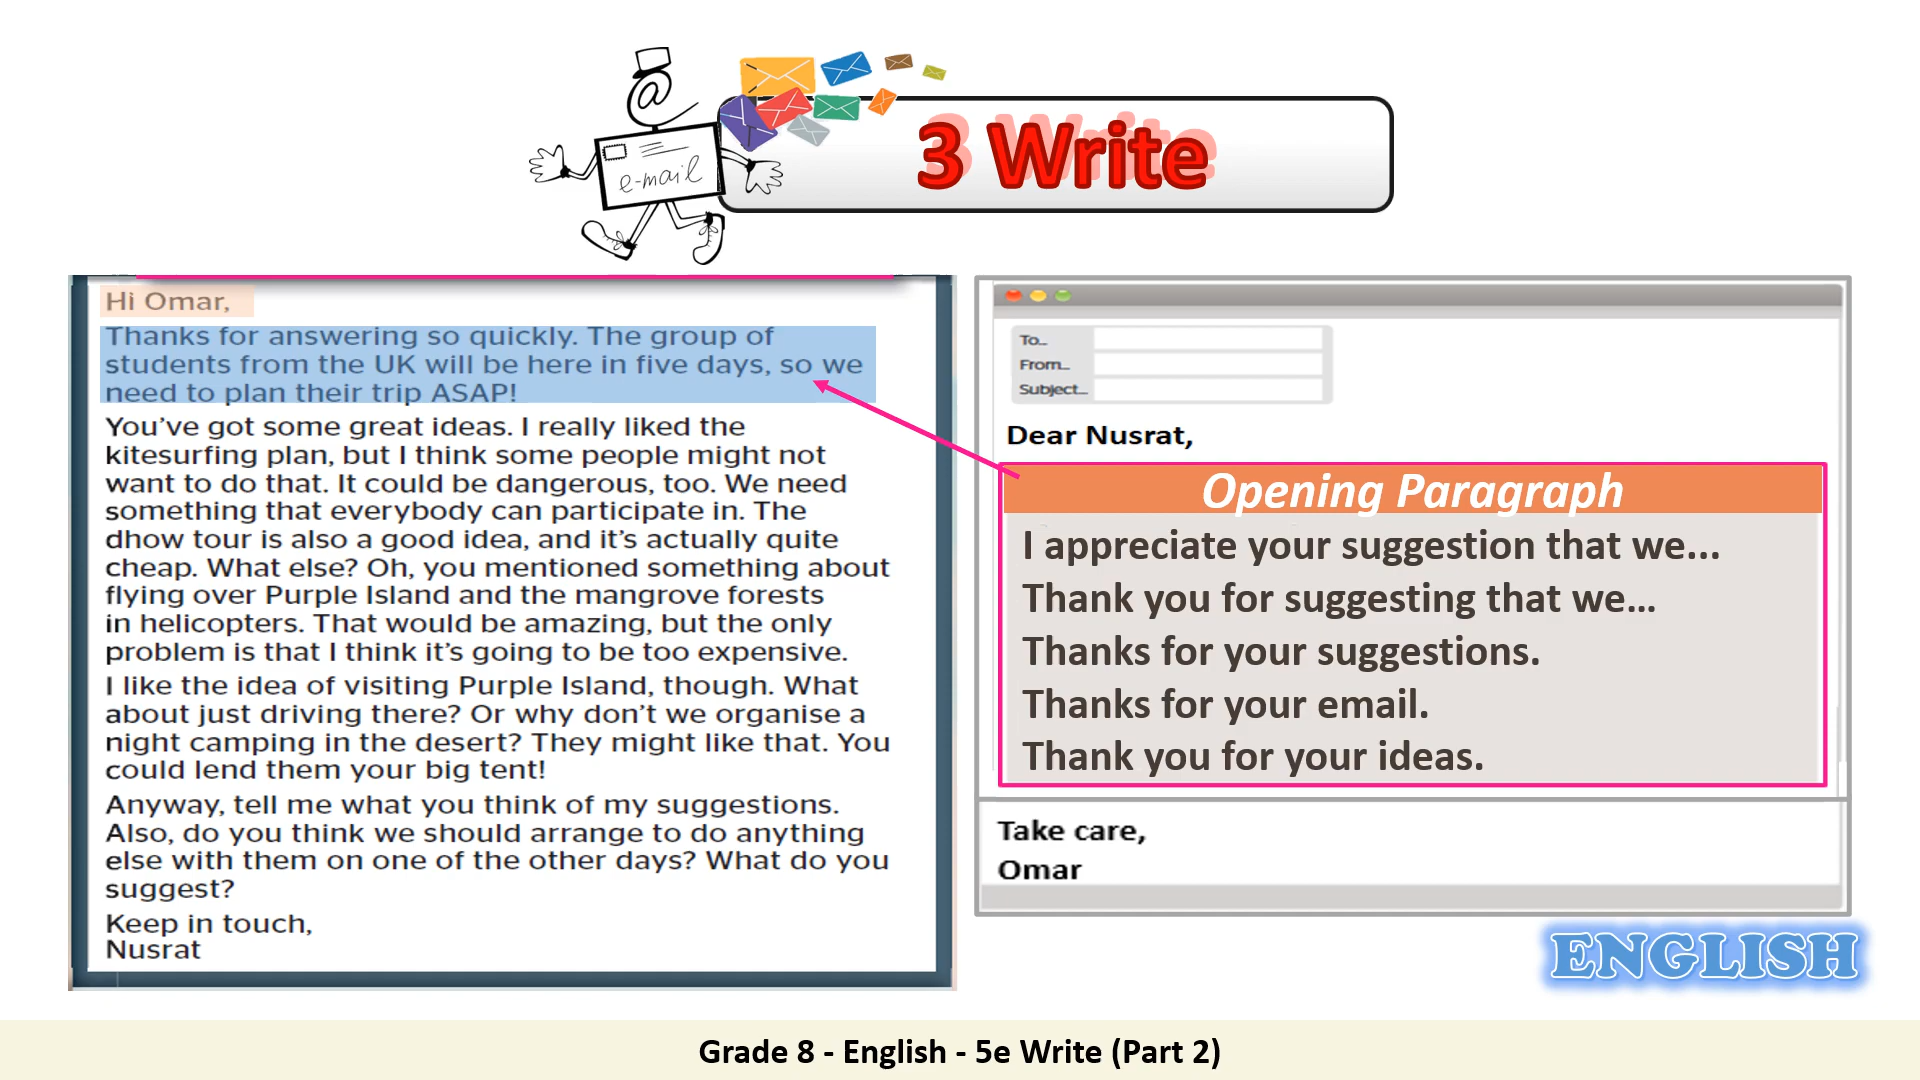 e-mail
3 Write
Hi Omar,
Thanks for answering so quickly. The group of
students from the UK will be here in five days, so we
need to plan their trip ASAP!
You've got some great ideas. I really liked the
kitesurfing plan, but I think some people might not
want to do that. It could be dangerous, too. We need
something that everybody can participate in. The
dhow tour is also a good idea, and it's actually quite
cheap. What else? Oh, you mentioned something about
flying over Purple Island and the mangrove forests
in helicopters. That would be amazing, but the only
problem is that I think it's going to be too expensive.
I like the idea of visiting Purple Island, though. What
about just driving there? Or why don't we organise a
night camping in the desert? They might like that. You
could lend them your big tent!
Anyway, tell me what you think of my suggestions.
Also, do you think we should arrange to do anything
else with them on one of the other days? What do you
suggest?
Keep in touch,
Nusrat
To...
From...
Subject...
Dear Nusrat,
Opening Paragraph
I appreciate your suggestion that we...
Thank you for suggesting that we...
Thanks for your suggestions.
Thanks for your email.
Thank you for your ideas.
Take care,
Omar
ENGLISH
Grade 8 - English - 5e Write (Part 2)